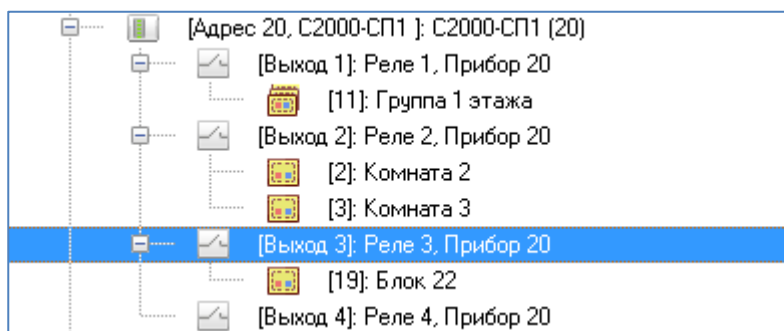 [Адрес 20, С2000-СП1 ]: С2000-СП1 (20)
[Выход 1]: Реле 1, Прибор 20
[11]: Группа 1 этажа
[Выход 2]: Реле 2, Прибор 20
[2]: Комната 2
[3]: Комната 3
[Выход 3]: Реле 3, Прибор 20
[19]: Блок 22
[Выход 4]: Реле 4, Прибор 20